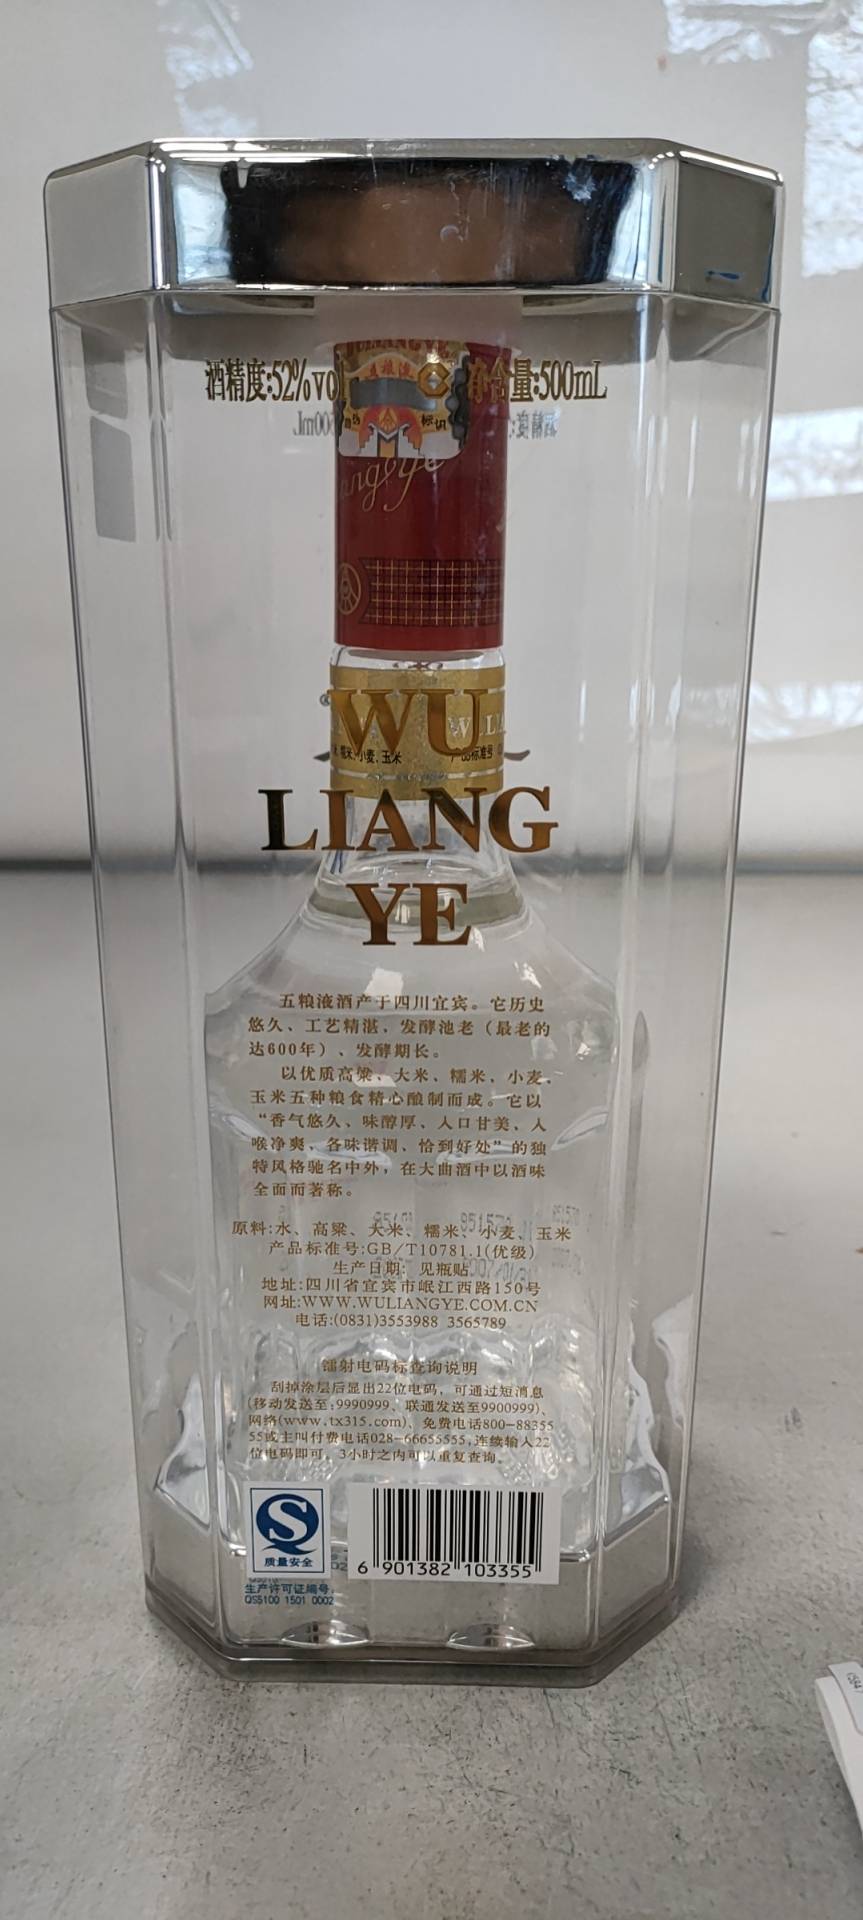 酒精度:52%vol
净含量:500mL
标识
WU
LIANG
YE
糯米、小麦、玉米
产品标准号
五粮液酒产于四川宜宾。它历史
悠久、工艺精湛，发酵池老（最老的
达600年）、发酵期长。
以优质高粱、大米、糯米、小麦、
玉米五种粮食精心酿制而成。它以
“香气悠久、味醇厚、入口甘美、入
喉净爽、各味谐调、恰到好处”的独
特风格驰名中外，在大曲酒中以酒味
全面而著称。
原料:水、高粱、大米、糯米、小麦、玉米
产品标准号:GB/T10781.1(优级)
生产日期: 见瓶贴
地址:四川省宜宾市岷江西路150号
网址:WWW.WULIANGYE.COM.CN
电话:(0831)3553988 3565789
镭射电码标查询说明
刮掉涂层后显出22位电码，可通过短消息
(移动发送至:9990999、联通发送至9900999)、
网络(www.tx315.com)、免费电话800-88355
55或主叫付费电话028-66655555,连续输入22
位电码即可，3小时之内可以重复查询。
质量安全
生产许可证编号:
QS5100 1501 0002
6 901382 103355